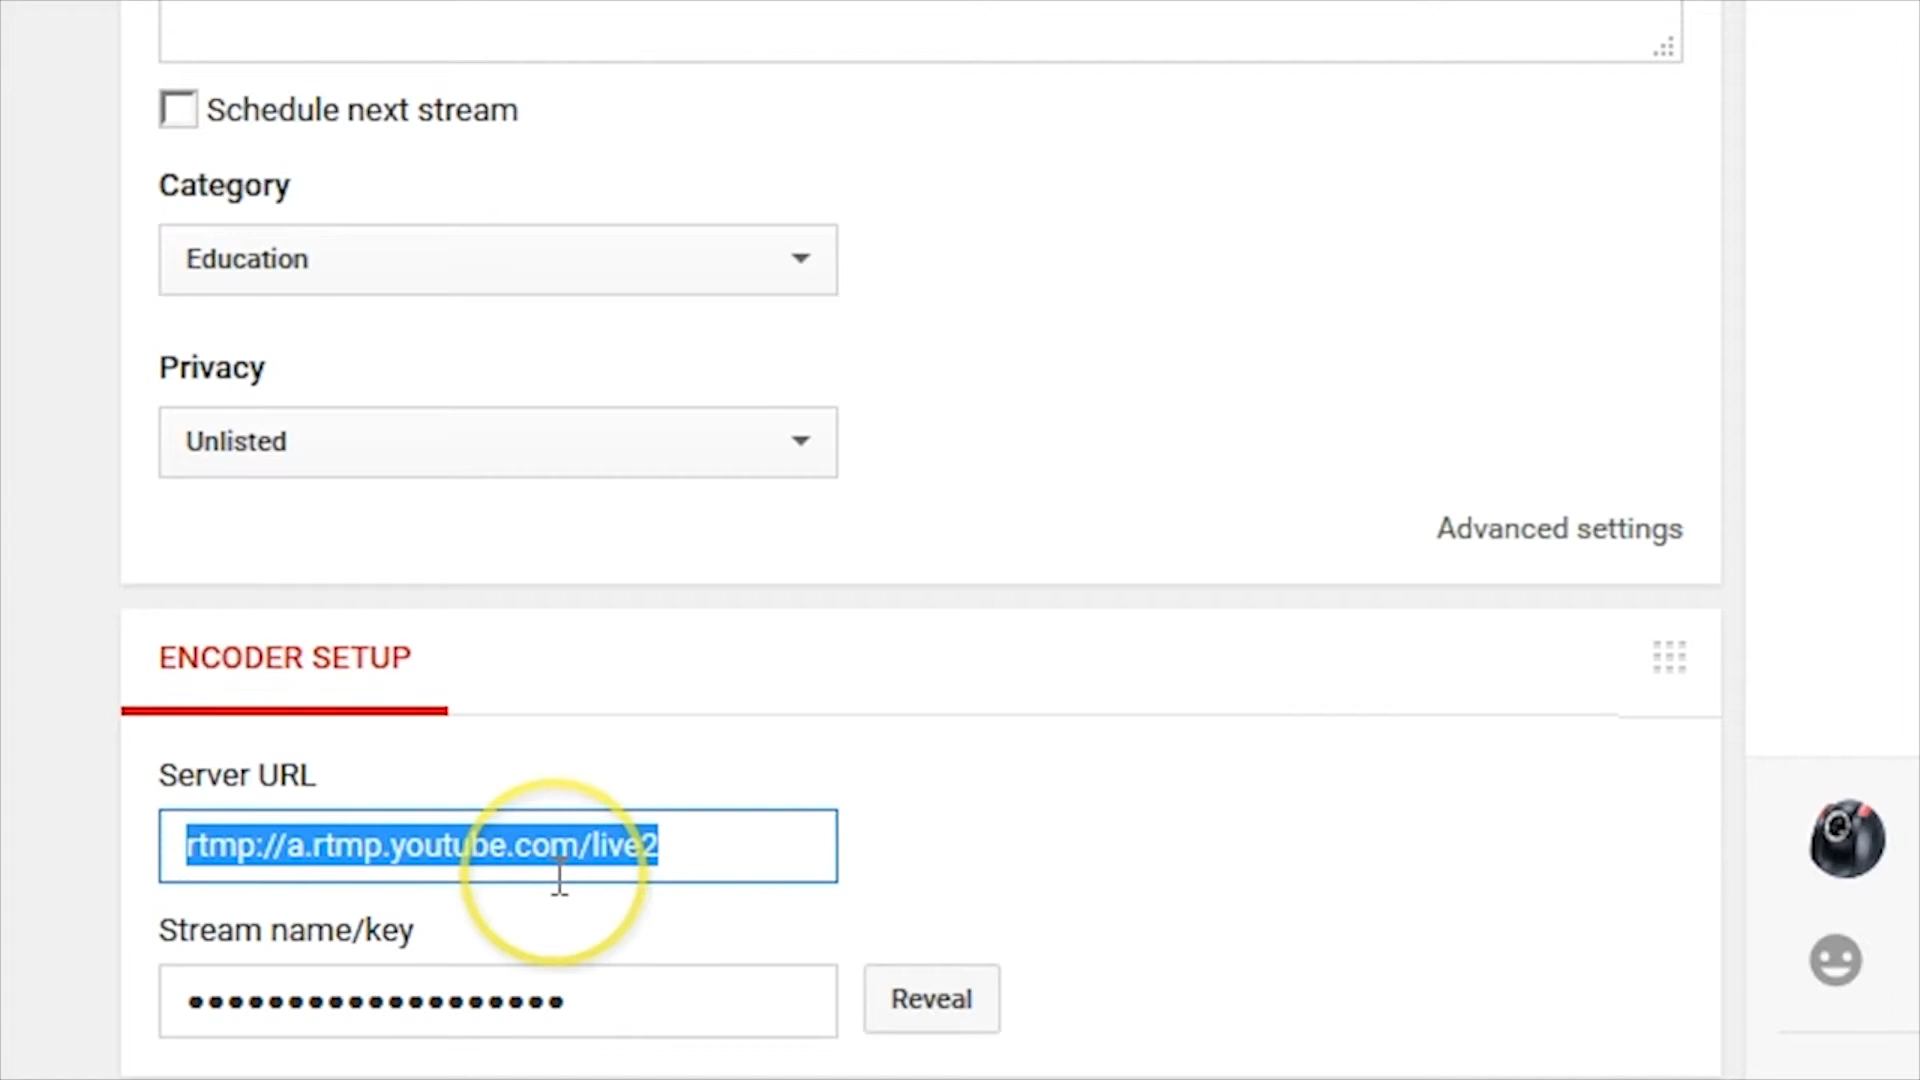 Schedule next stream
Category
Education
Privacy
Unlisted
Advanced settings
ENCODER SETUP
Server URL
rtmp://a.rtmp.youtube.com/live2
Stream name/key
•••••••••••••••••••
Reveal